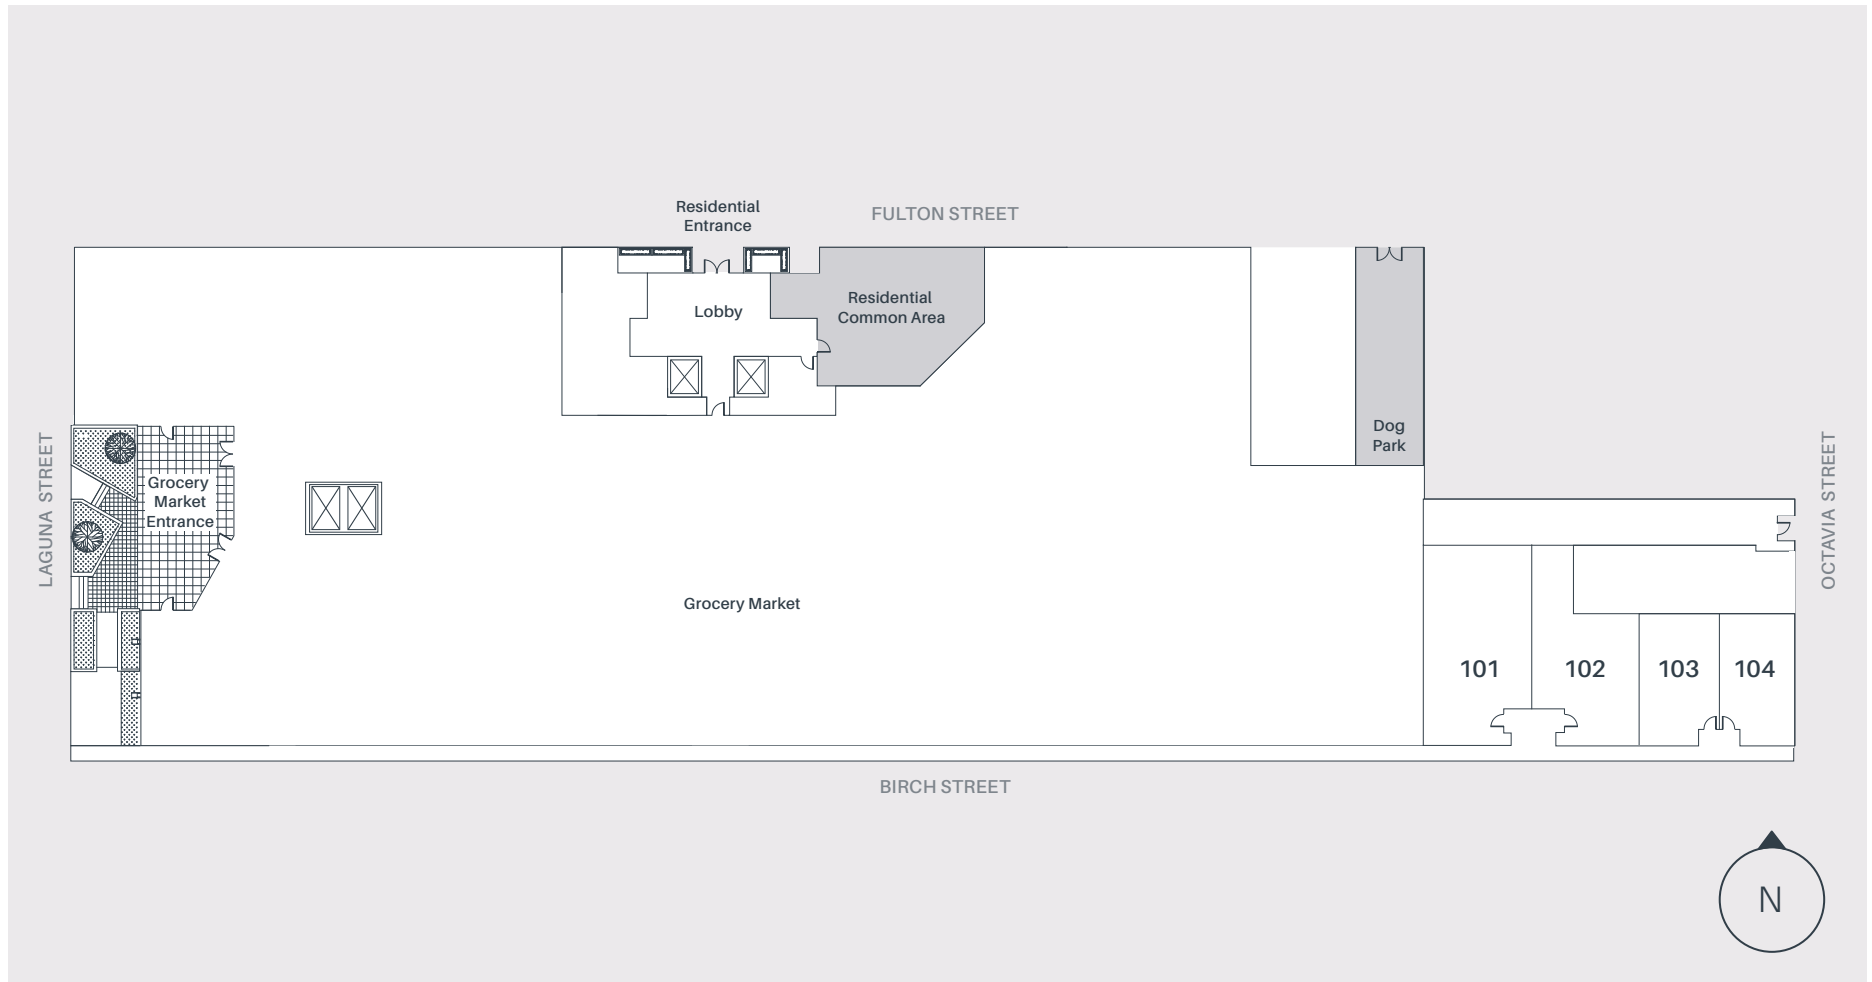 Residential
Entrance
FULTON STREET
Lobby
Residential
Common Area
Dog
Park
LAGUNA STREET
Grocery
Market
Entrance
OCTAVIA STREET
Grocery Market
101
102
103
104
BIRCH STREET
N